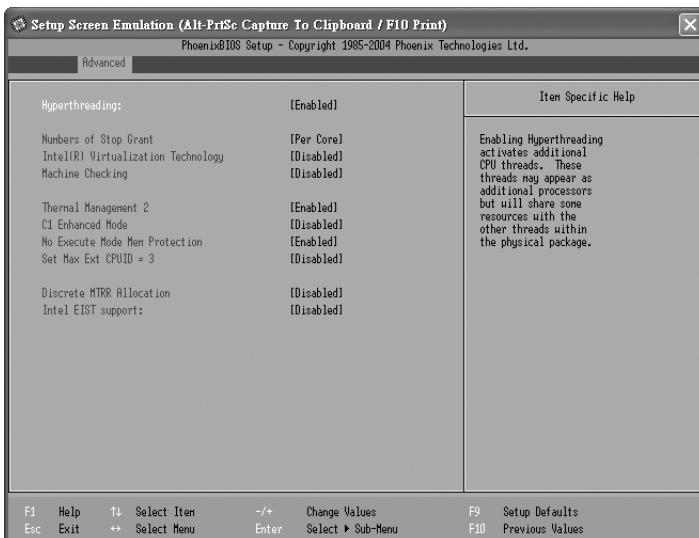 Setup Screen Emulation (Alt-PrtSc Capture To Clipboard / F10 Print)
PhoenixBIOS Setup - Copyright 1985-2004 Phoenix Technologies Ltd.
Advanced
Hyperthreading: [Enabled]
Numbers of Stop Grant [Per Core]
Intel(R) Virtualization Technology [Disabled]
Machine Checking [Disabled]
Thermal Management 2 [Enabled]
C1 Enhanced Mode [Disabled]
No Execute Mode Mem Protection [Enabled]
Set Max Ext CPUID = 3 [Disabled]
Discrete MTRR Allocation [Disabled]
Intel EIST support: [Disabled]
Item Specific Help
Enabling Hyperthreading
activates additional
CPU threads. These
threads may appear as
additional processors
but will share some
resources with the
other threads within
the physical package.
F1 Help ↑↓ Select Item -/+ Change Values F9 Setup Defaults
Esc Exit ↔ Select Menu Enter Select ▶ Sub-Menu F10 Previous Values